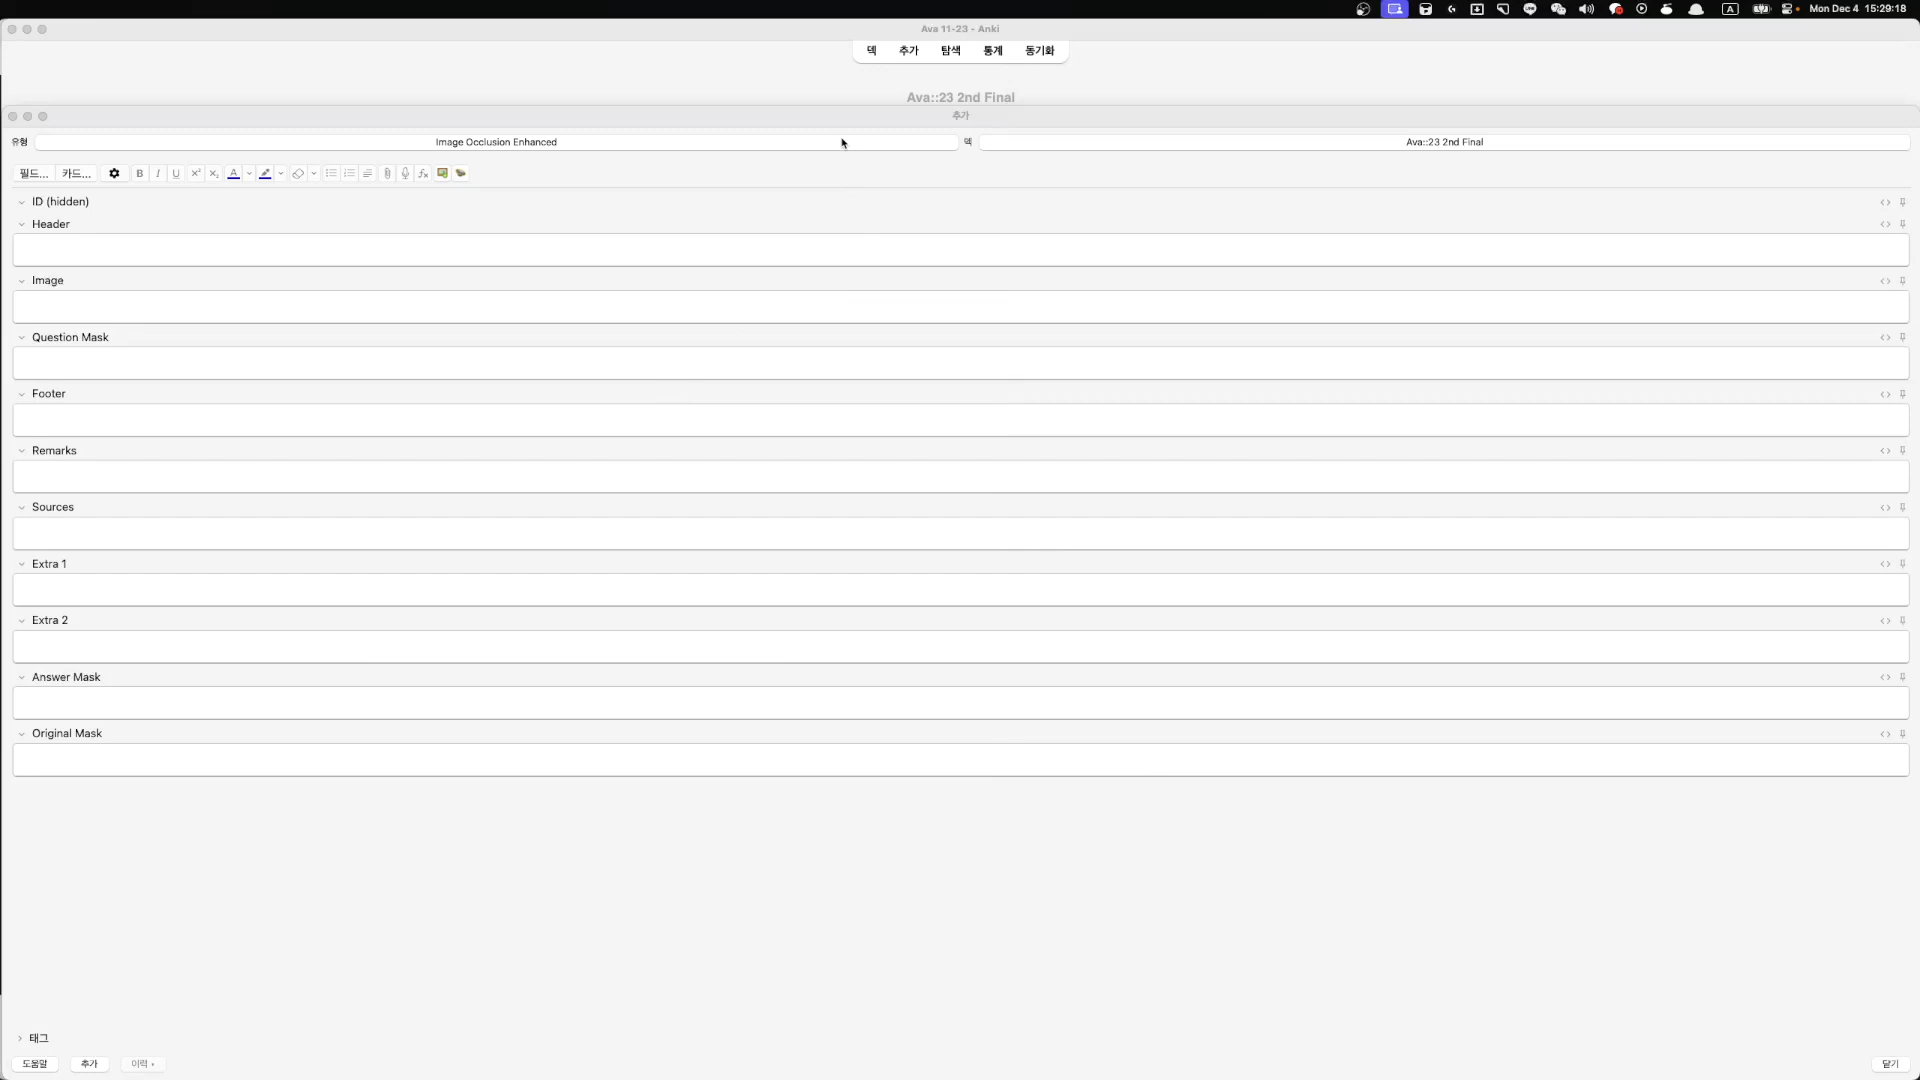 Mon Dec 4 15:29:18
Ava 11-23 - Anki
덱 추가 탐색 통계 동기화
Ava::23 2nd Final
추가
유형 Image Occlusion Enhanced 덱 Ava::23 2nd Final
필드... 카드... B I U X² X₂ A fx
ID (hidden)
Header
Image
Question Mask
Footer
Remarks
Sources
Extra 1
Extra 2
Answer Mask
Original Mask
태그
도움말 추가 이력 닫기